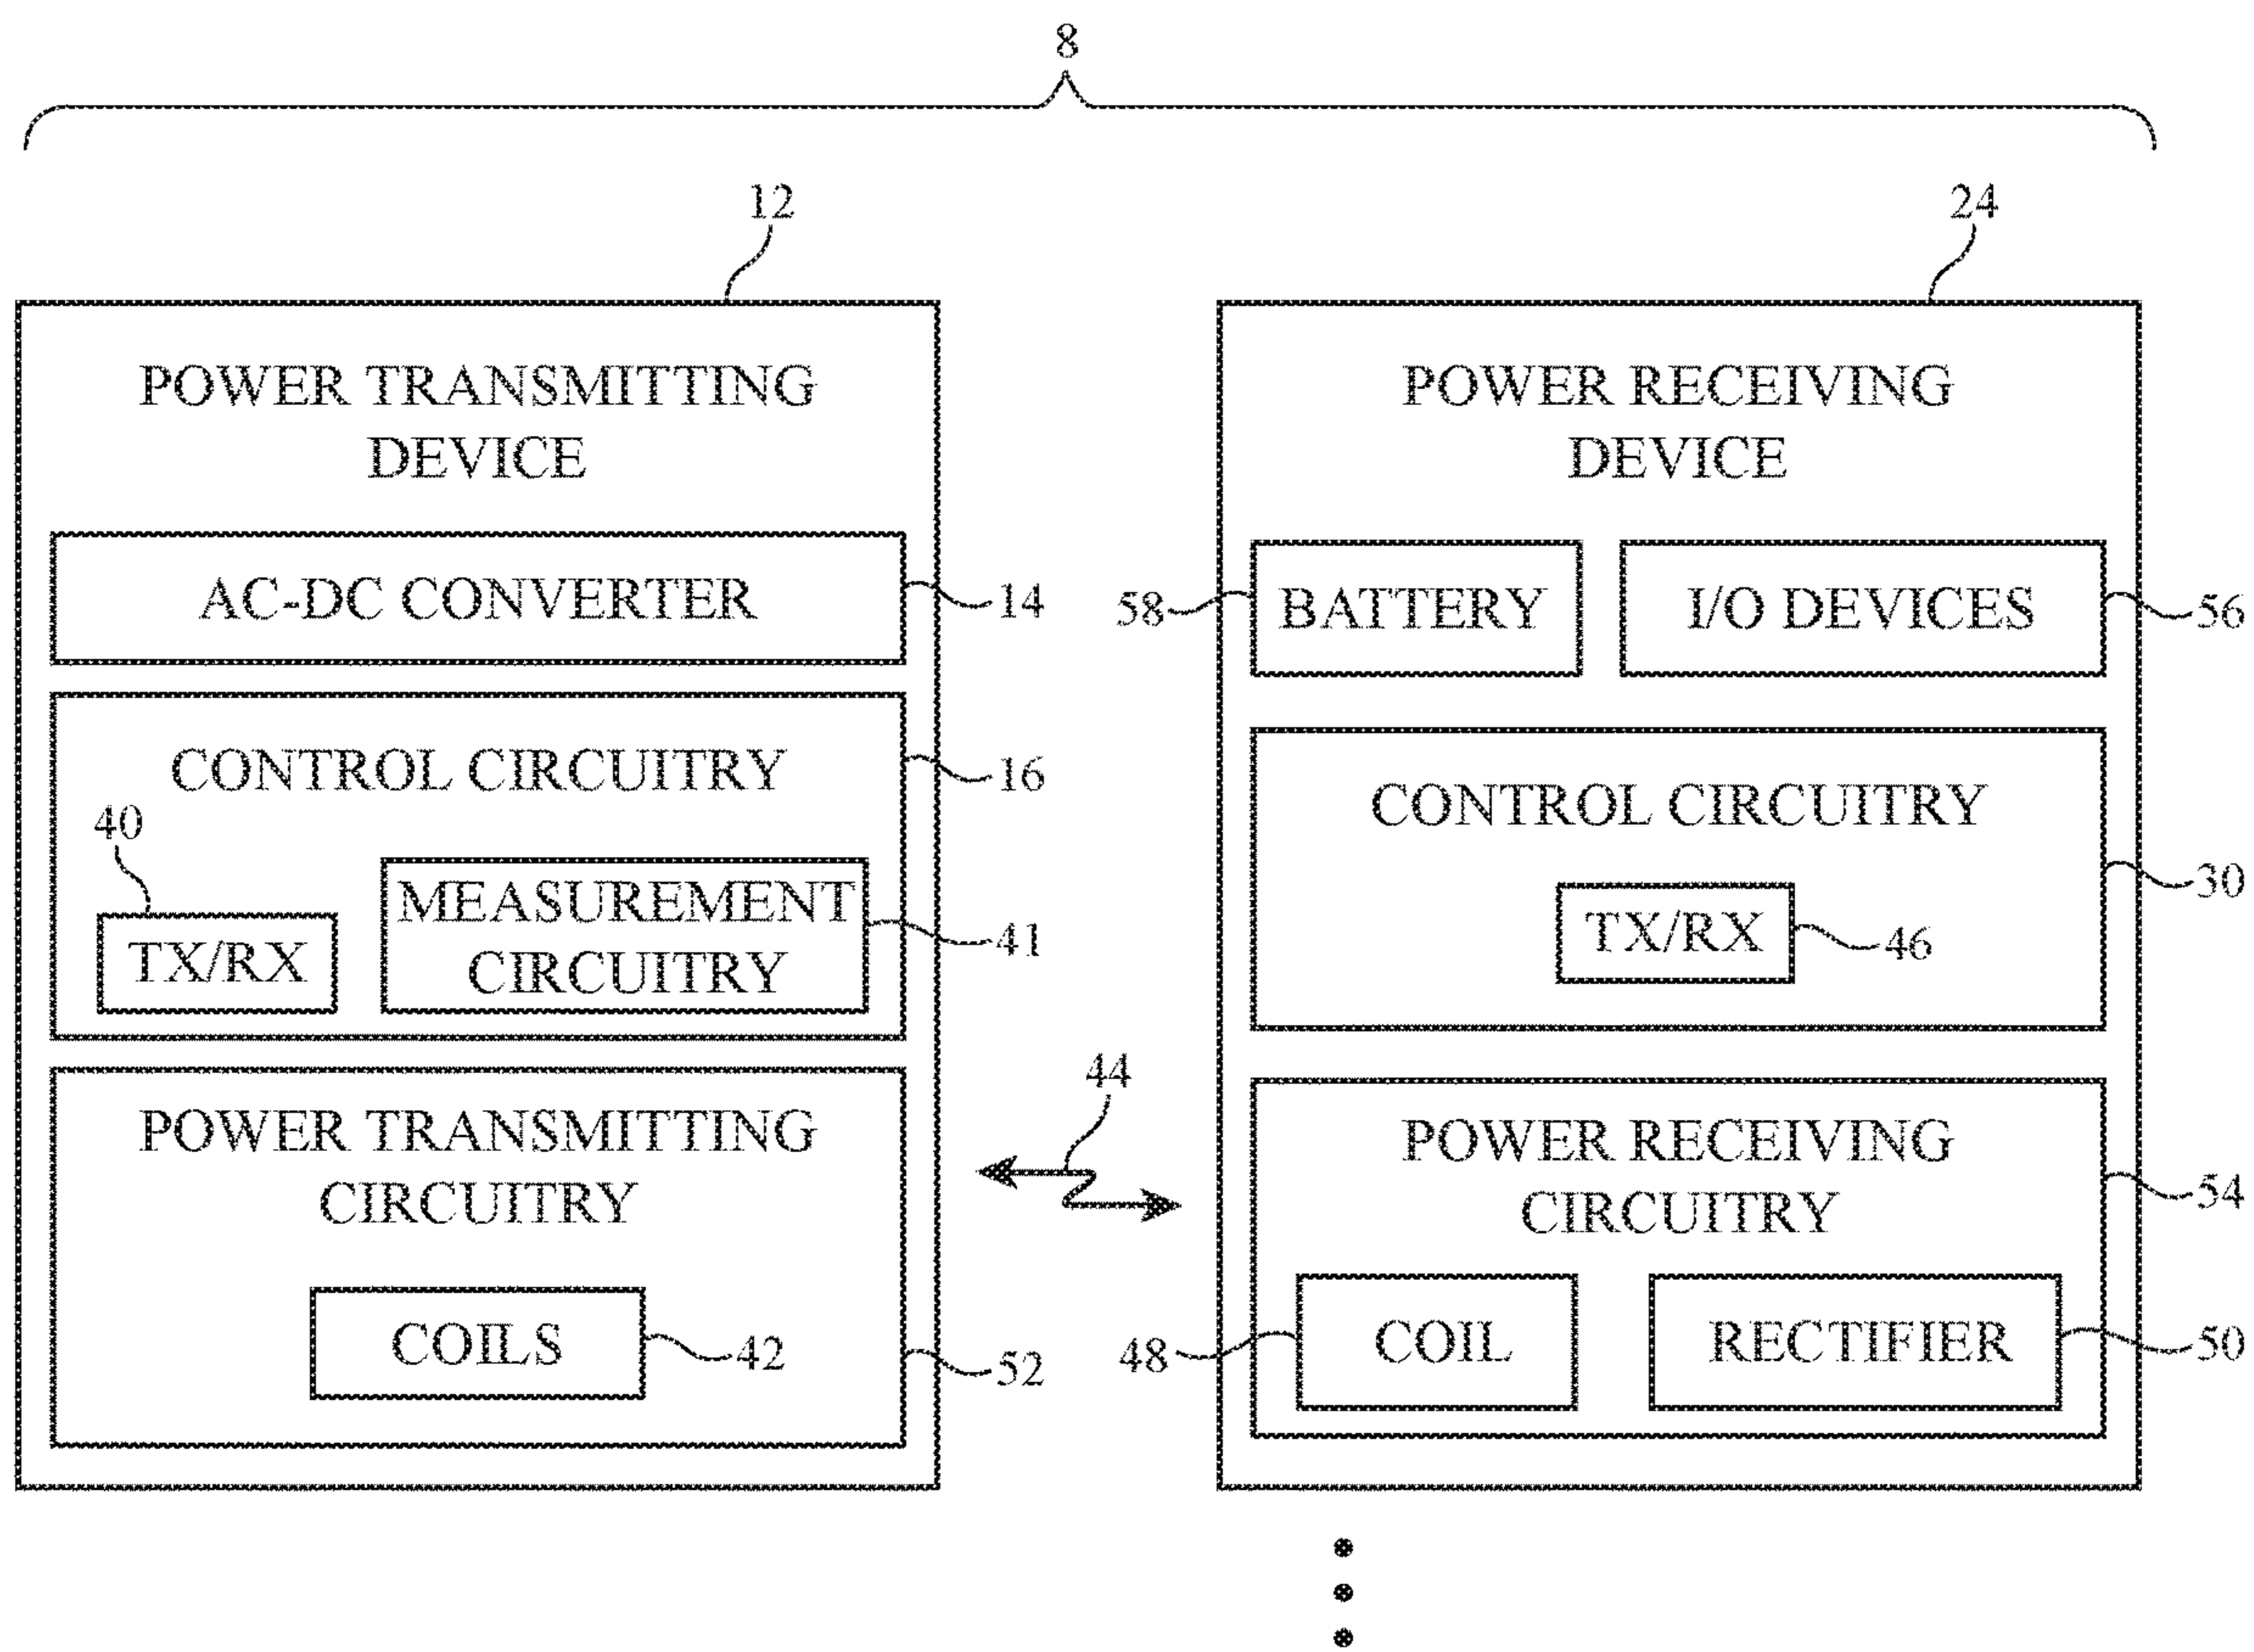 8
12
24
POWER TRANSMITTING
DEVICE
AC-DC CONVERTER
14
CONTROL CIRCUITRY
16
40
TX/RX
MEASUREMENT
CIRCUITRY
41
POWER TRANSMITTING
CIRCUITRY
COILS
42
52
44
POWER RECEIVING
DEVICE
58
BATTERY
I/O DEVICES
56
CONTROL CIRCUITRY
30
TX/RX
46
POWER RECEIVING
CIRCUITRY
54
48
COIL
RECTIFIER
50